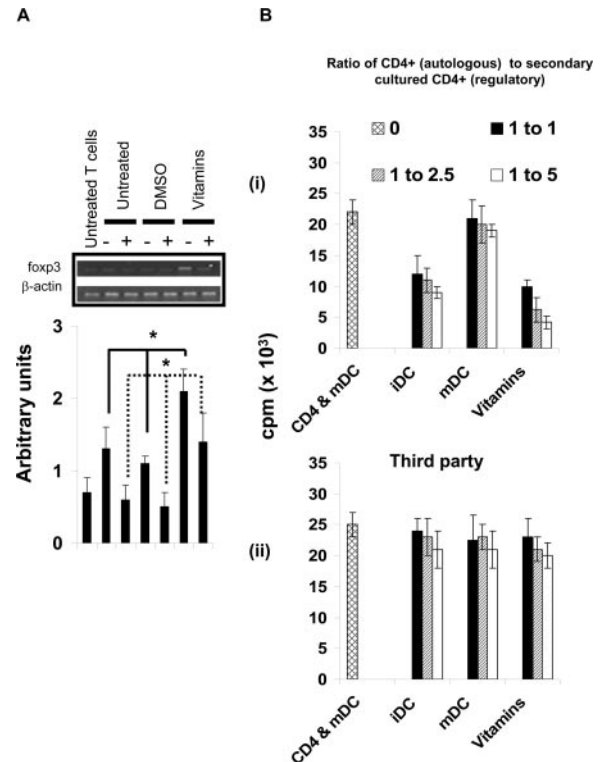 A
Untreated T cells
Untreated
DMSO
Vitamins
- + - + - +
foxp3
β-actin
*
*
3
2
1
0
Arbitrary units
B
Ratio of CD4+ (autologous) to secondary
cultured CD4+ (regulatory)
0
1 to 1
1 to 2.5
1 to 5
(i)
35
30
25
20
15
10
5
0
CD4 & mDC
iDC
mDC
Vitamins
cpm (x 10³)
Third party
(ii)
35
30
25
20
15
10
5
0
CD4 & mDC
iDC
mDC
Vitamins